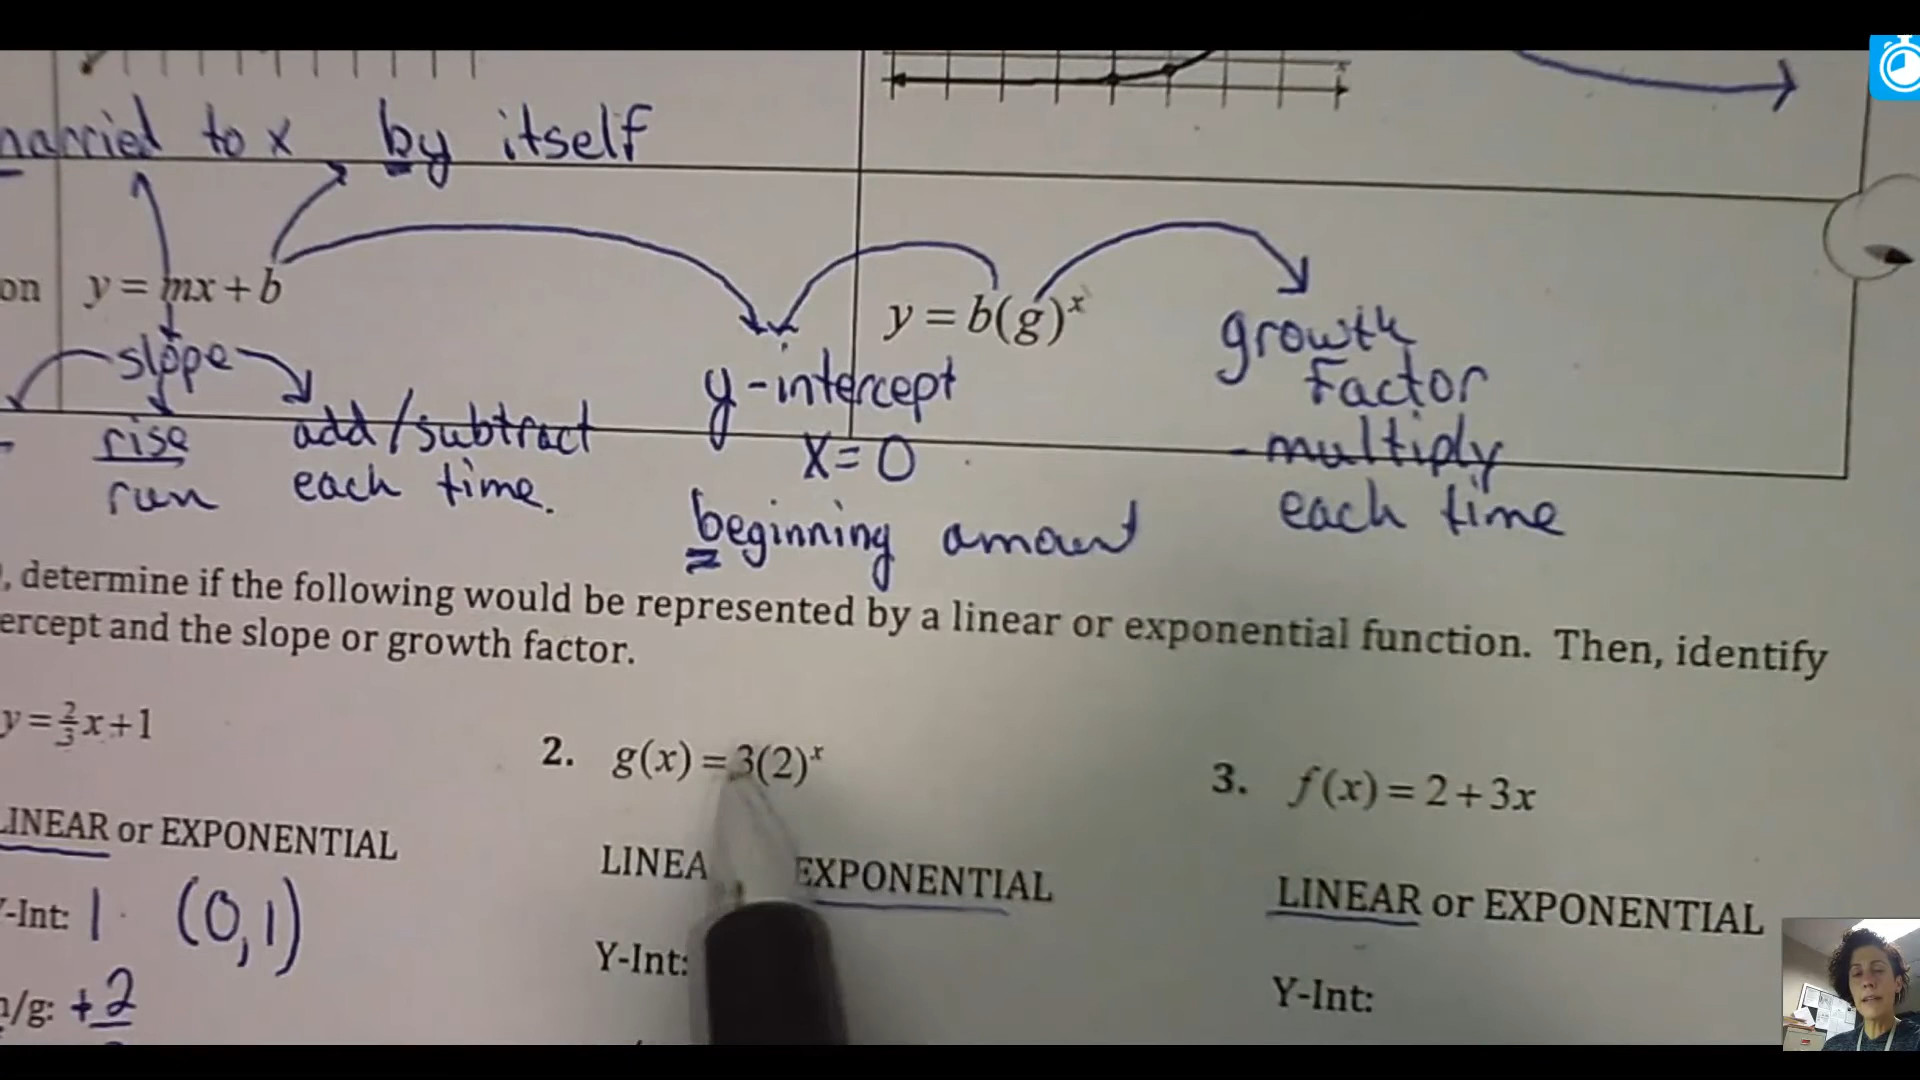 married to x by itself
on y = mx + b
y = b(g)^x
growth
Factor
slope
y-intercept
rise
run
add/subtract
each time.
x = 0
multiply
each time
beginning amount
, determine if the following would be represented by a linear or exponential function. Then, identify
ercept and the slope or growth factor.
y = 2/3 x + 1
2. g(x) = 3(2)^x
3. f(x) = 2 + 3x
LINEAR or EXPONENTIAL
LINEA EXPONENTIAL
LINEAR or EXPONENTIAL
Y-Int: 1 (0,1)
Y-Int:
Y-Int:
/g: +2